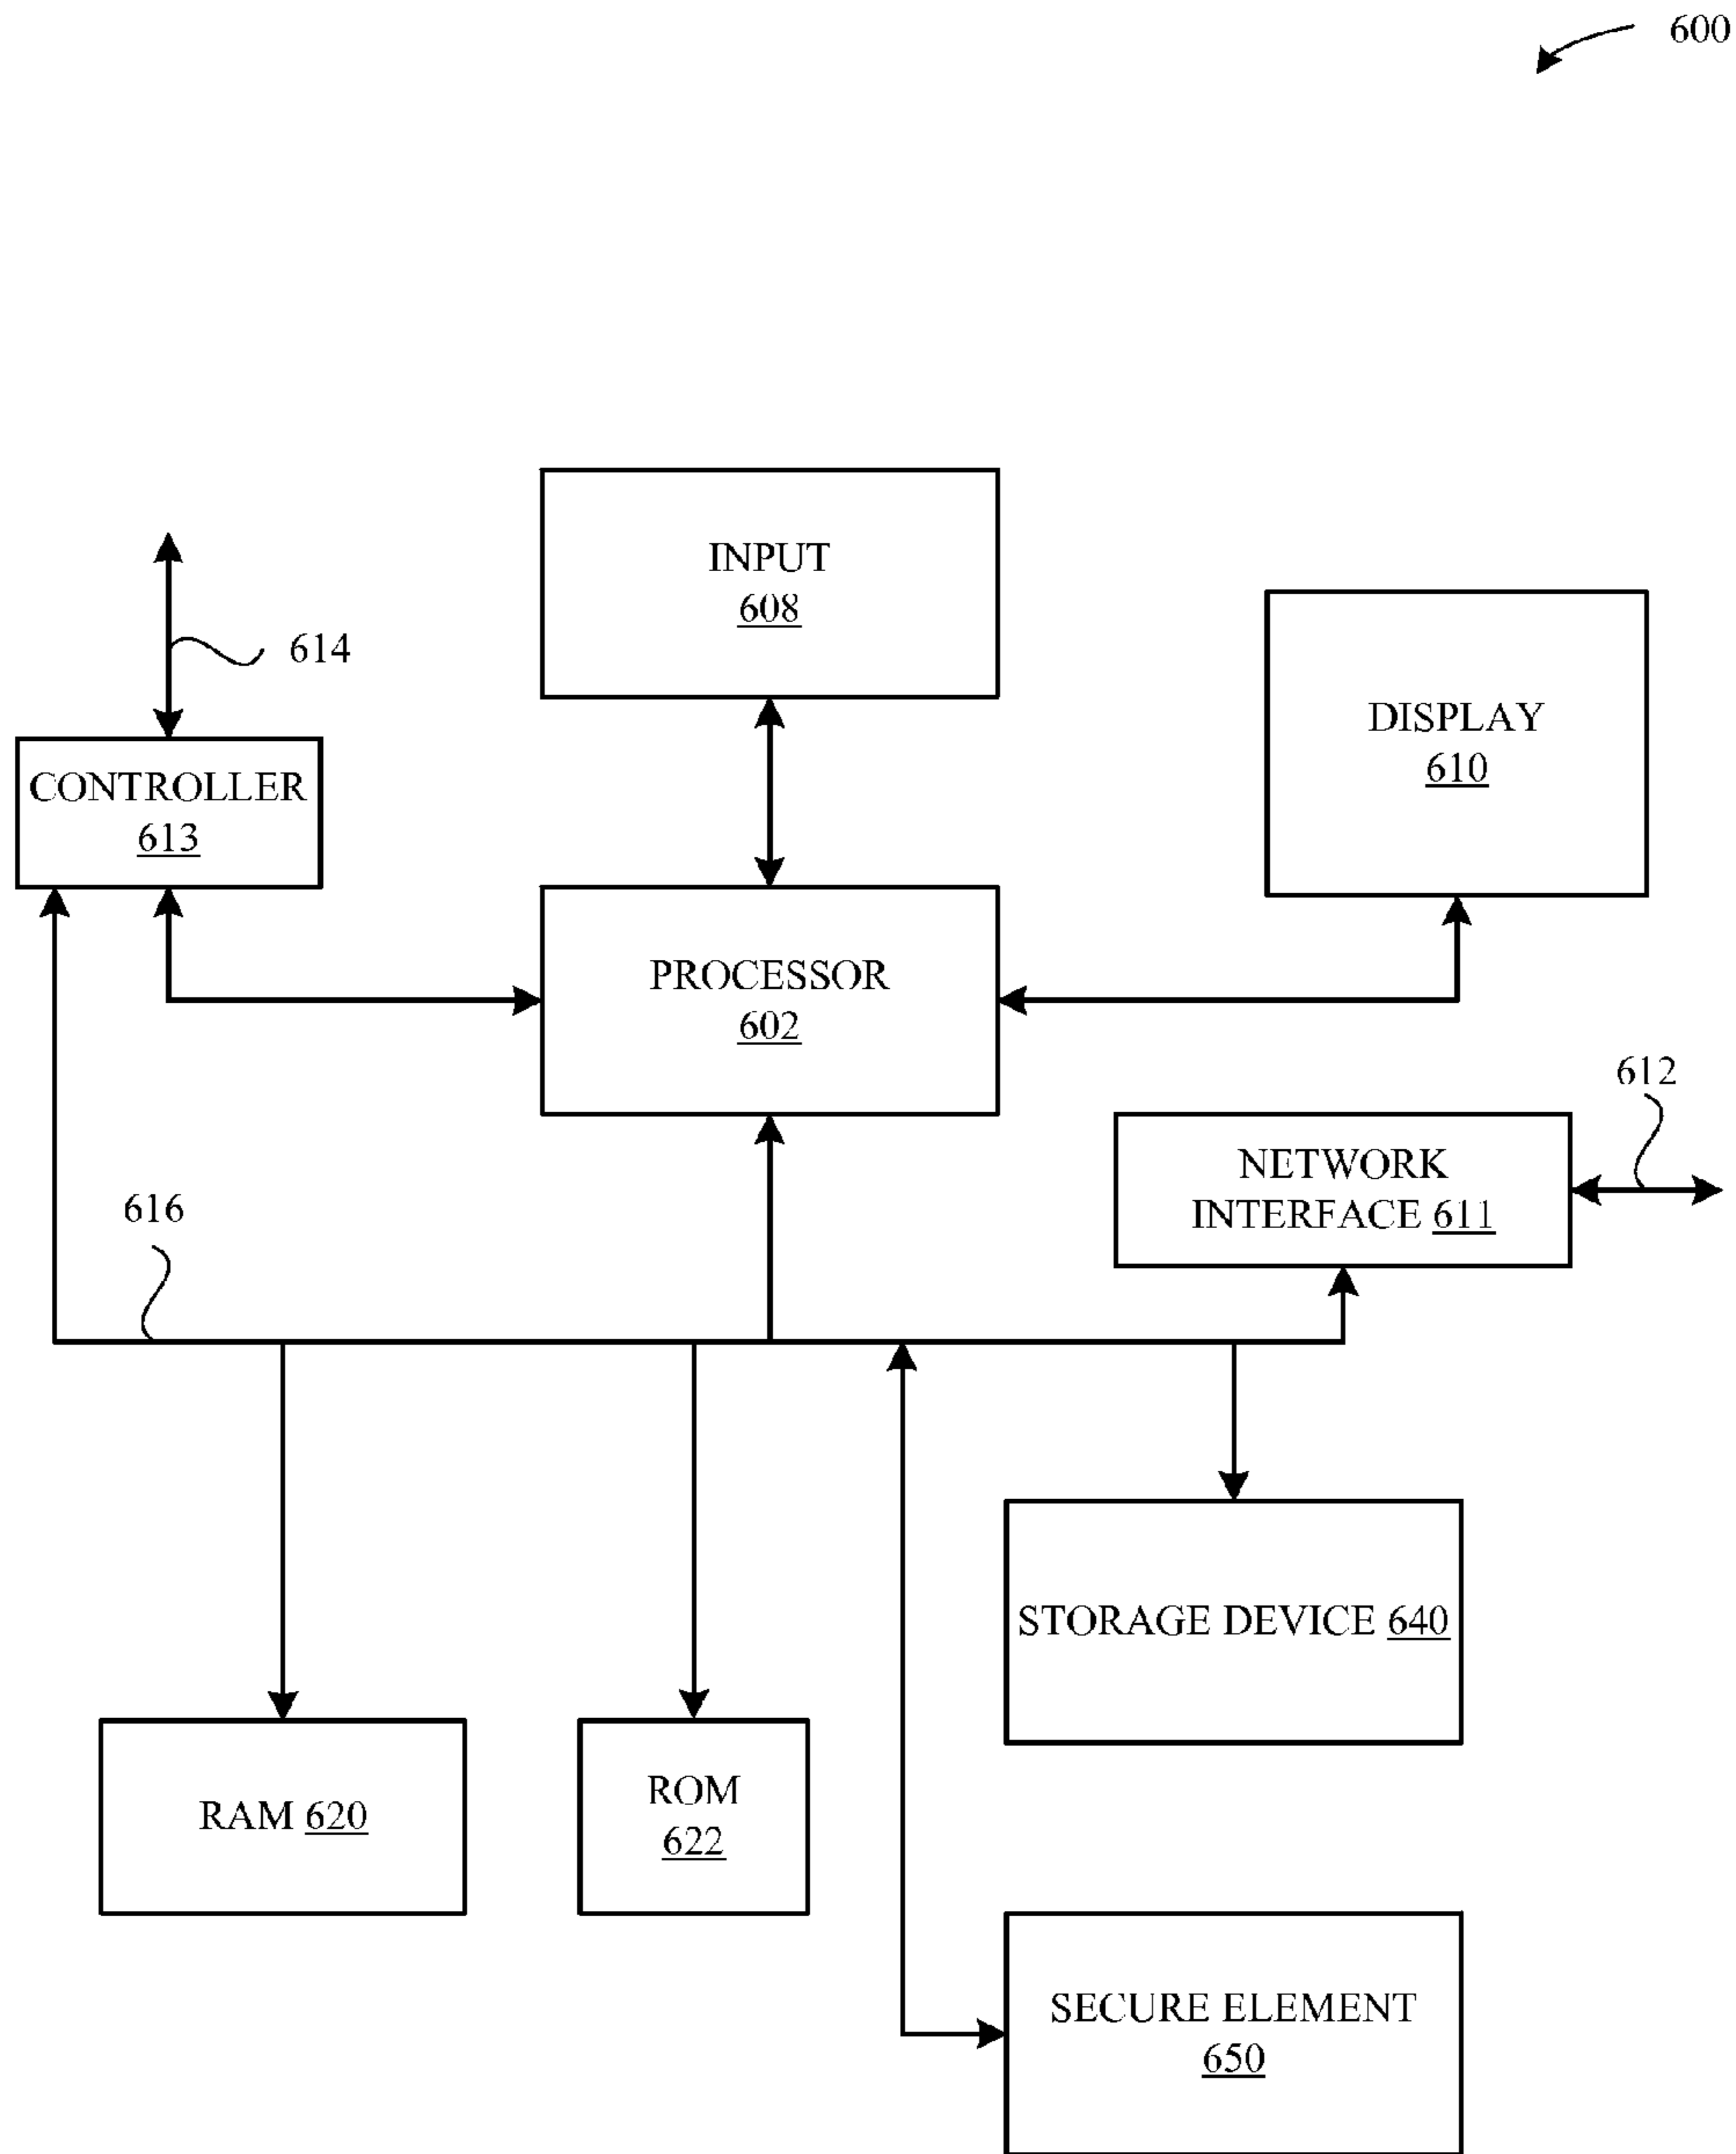 600
INPUT
608
614
DISPLAY
610
CONTROLLER
613
PROCESSOR
602
612
NETWORK
INTERFACE 611
616
STORAGE DEVICE 640
RAM 620
ROM
622
SECURE ELEMENT
650